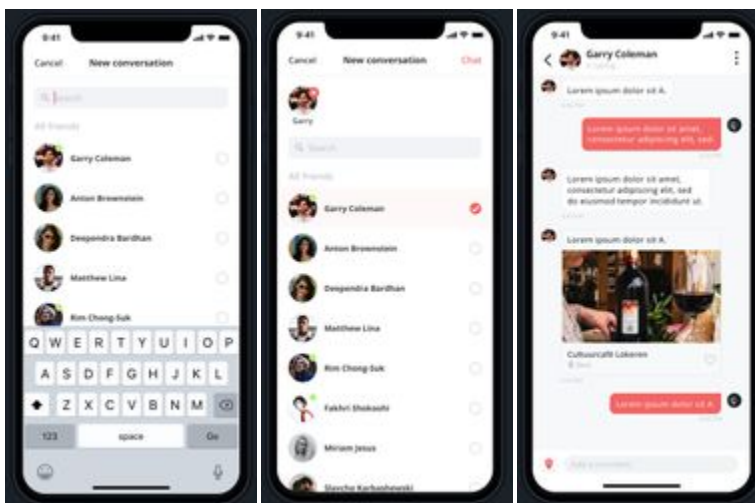 9:41
Cancel New conversation
Search
All Friends
Garry Coleman
Anton Brownstein
Deependra Bardhan
Matthew Lina
Rim Chong-Suk
Q W E R T Y U I O P
A S D F G H J K L
Z X C V B N M
123 space Go
9:41
Cancel New conversation Chat
Garry
Search
All Friends
Garry Coleman
Anton Brownstein
Deependra Bardhan
Matthew Lina
Rim Chong-Suk
Fakhri Shokoohi
Miriam Jesus
9:41
Garry Coleman
Lorem ipsum dolor sit A.
Lorem ipsum dolor sit amet,
consectetur adipiscing elit, sed
Lorem ipsum dolor sit amet,
consectetur adipiscing elit, sed
do eiusmod tempor incididunt ut.
Lorem ipsum dolor sit A.
Cultuurcafé Lokeren
Lorem ipsum dolor sit A
Add a comment